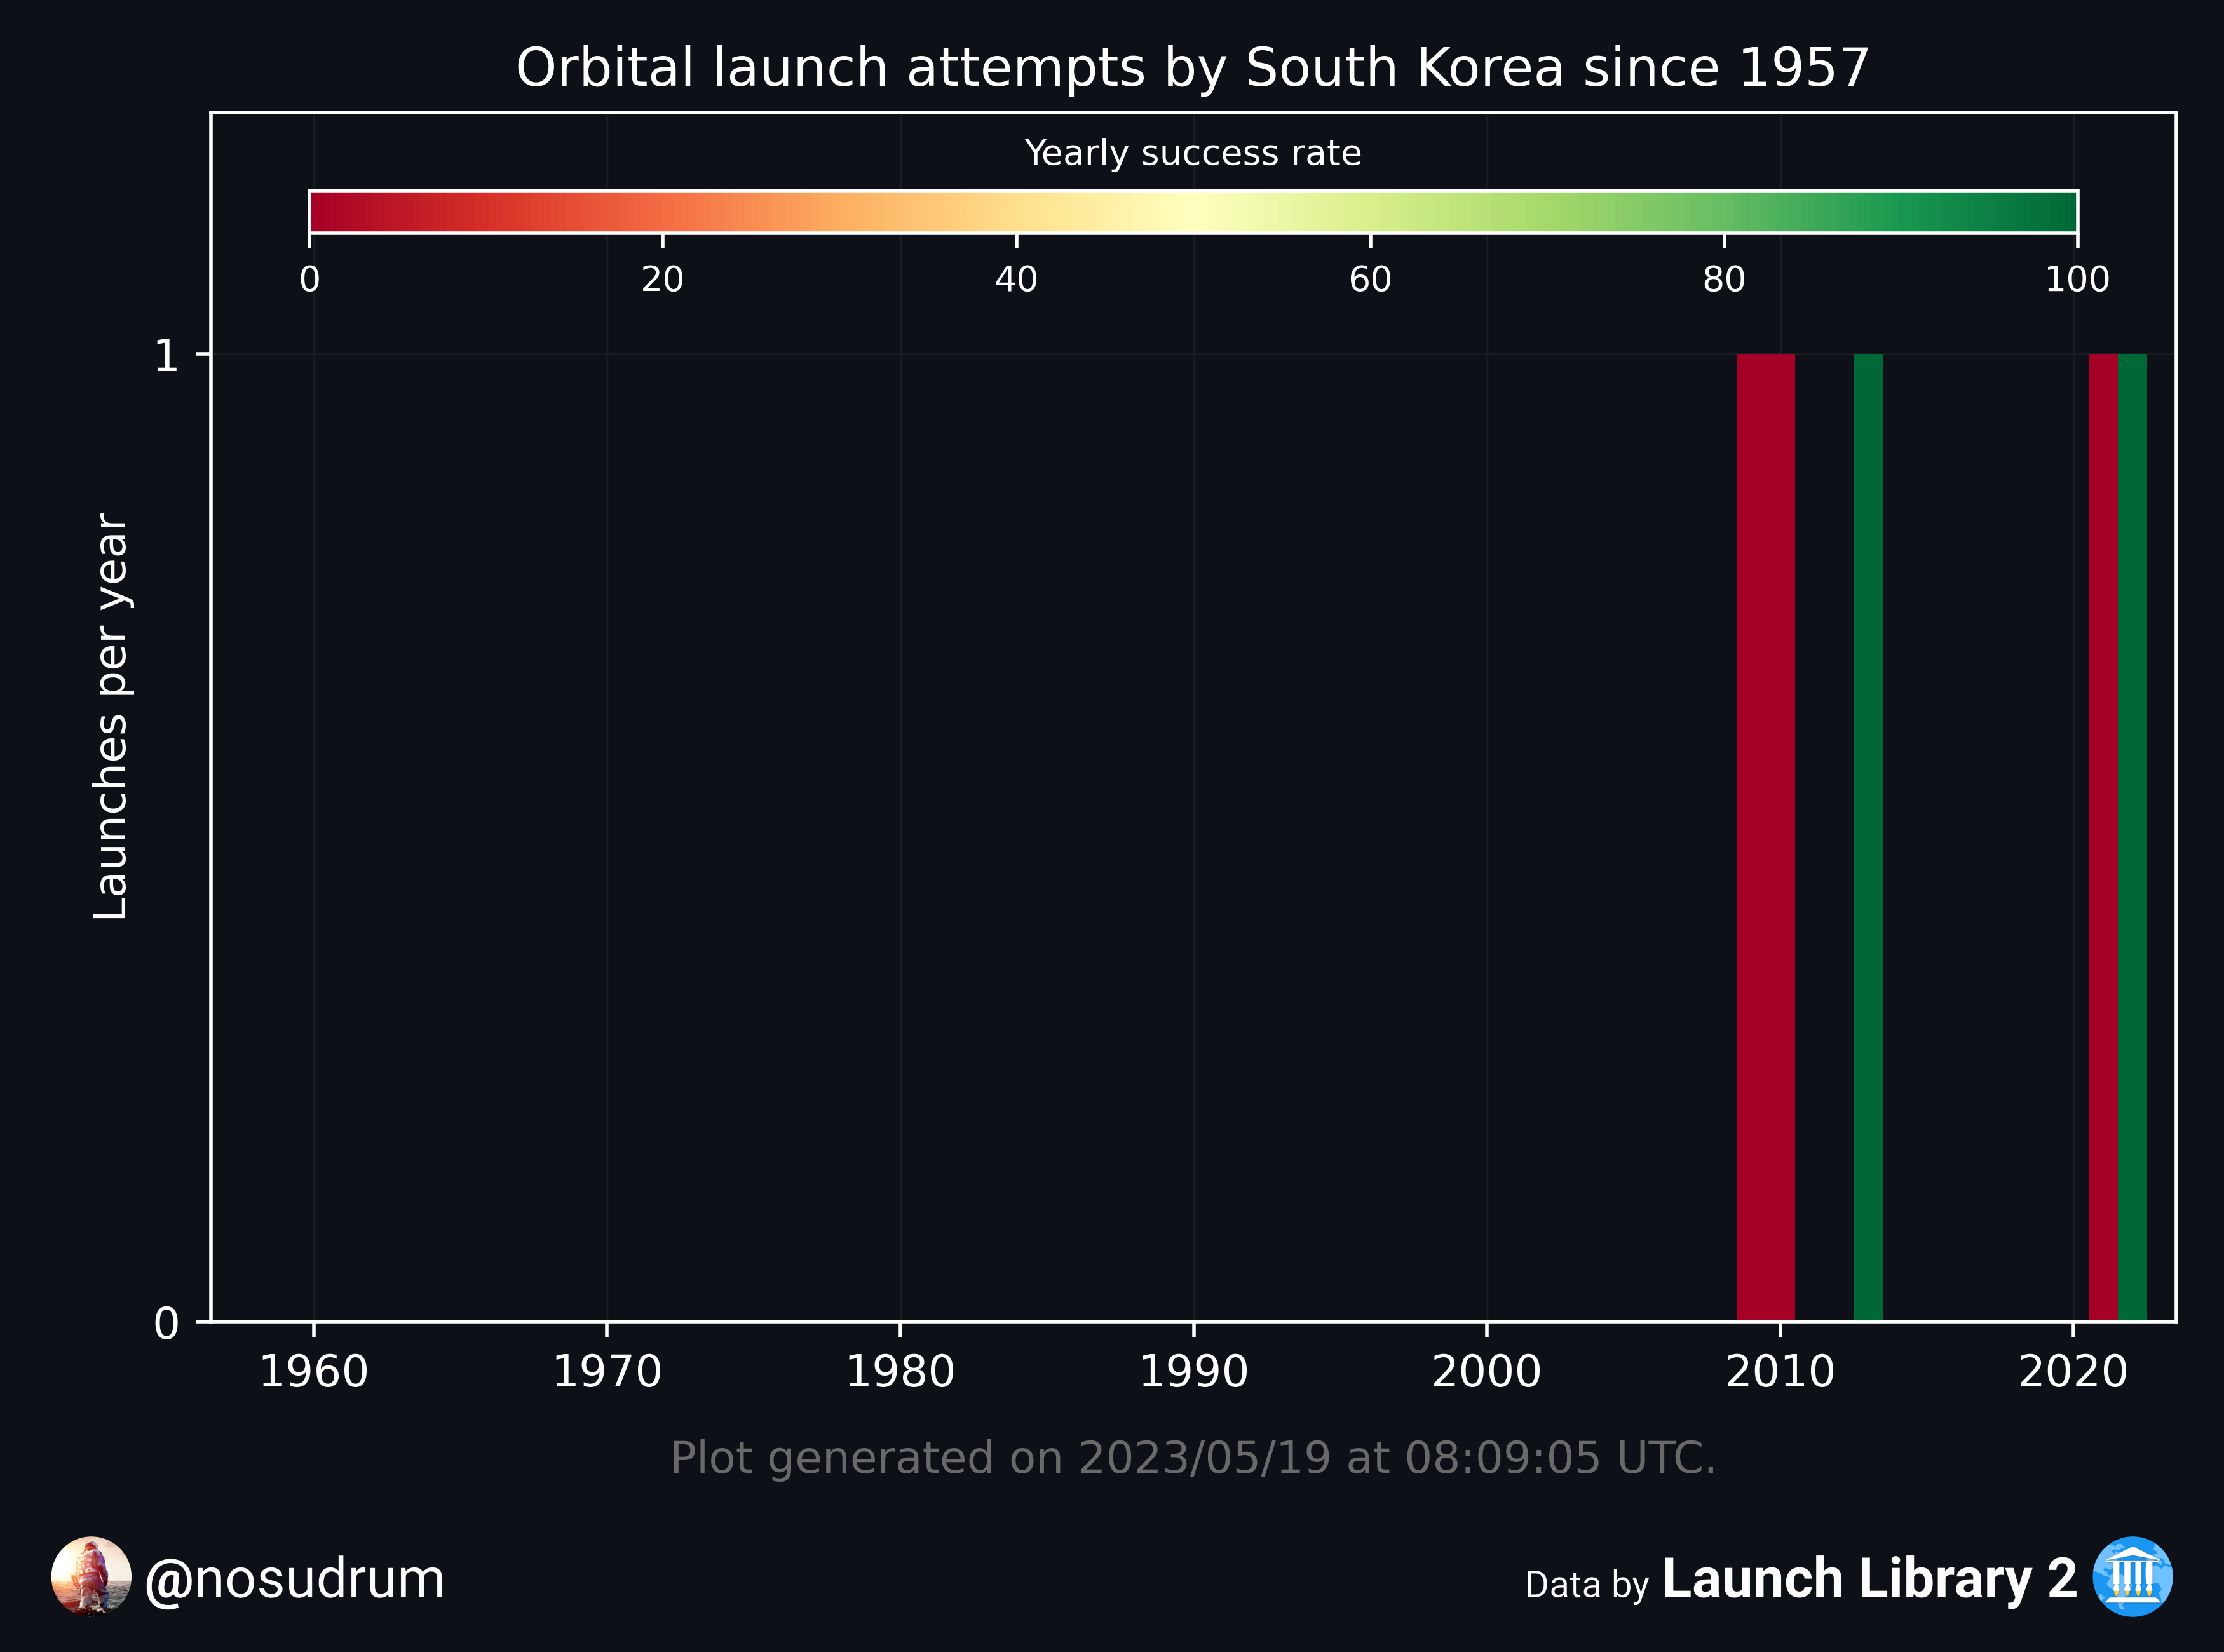 Orbital launch attempts by South Korea since 1957
Yearly success rate
0 20 40 60 80 100
Launches per year
1
0
1960 1970 1980 1990 2000 2010 2020
Plot generated on 2023/05/19 at 08:09:05 UTC.
@nosudrum
Data by Launch Library 2